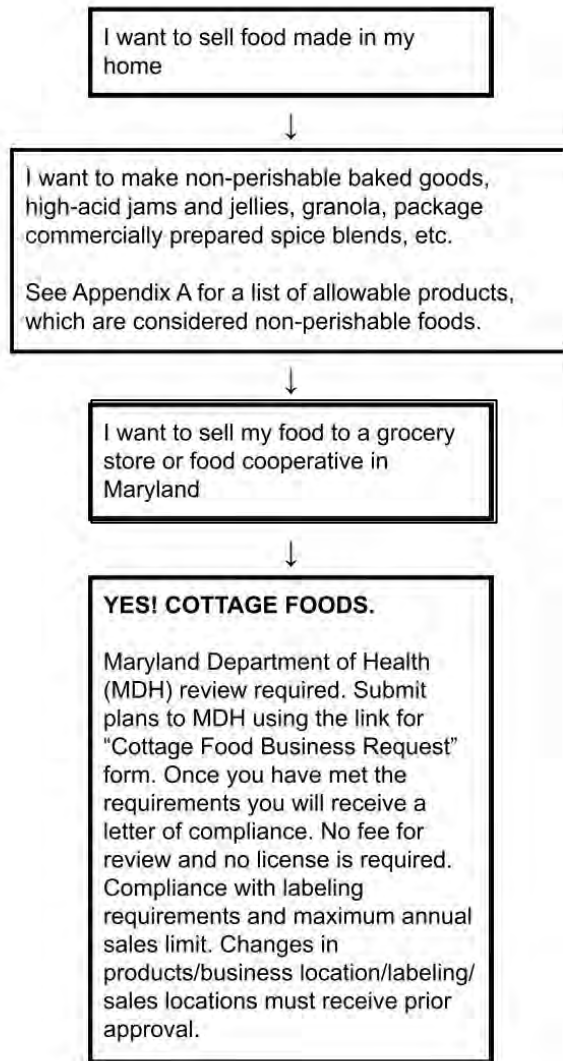 I want to sell food made in my
home
↓
I want to make non-perishable baked goods,
high-acid jams and jellies, granola, package
commercially prepared spice blends, etc.
See Appendix A for a list of allowable products,
which are considered non-perishable foods.
↓
I want to sell my food to a grocery
store or food cooperative in
Maryland
↓
YES! COTTAGE FOODS.
Maryland Department of Health
(MDH) review required. Submit
plans to MDH using the link for
“Cottage Food Business Request”
form. Once you have met the
requirements you will receive a
letter of compliance. No fee for
review and no license is required.
Compliance with labeling
requirements and maximum annual
sales limit. Changes in
products/business location/labeling/
sales locations must receive prior
approval.